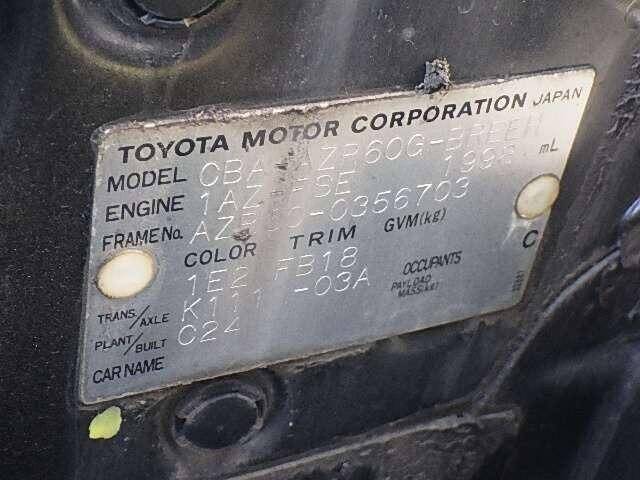 TOYOTA MOTOR CORPORATION JAPAN
MODEL CBA-AZR60G-BREEH
ENGINE 1AZ-FSE 1998 mL
FRAME No. AZR60-0356703
COLOR TRIM GVM(kg)
1E2 FB18
TRANS/AXLE K111 -03A OCCUPANTS
PLANT/BUILT C24 PAYLOAD MASS(kg)
CAR NAME
C